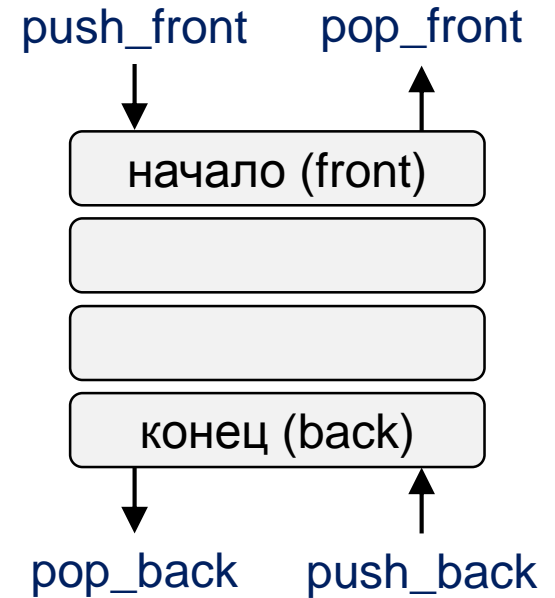 push_front pop_front
начало (front)
конец (back)
pop_back push_back